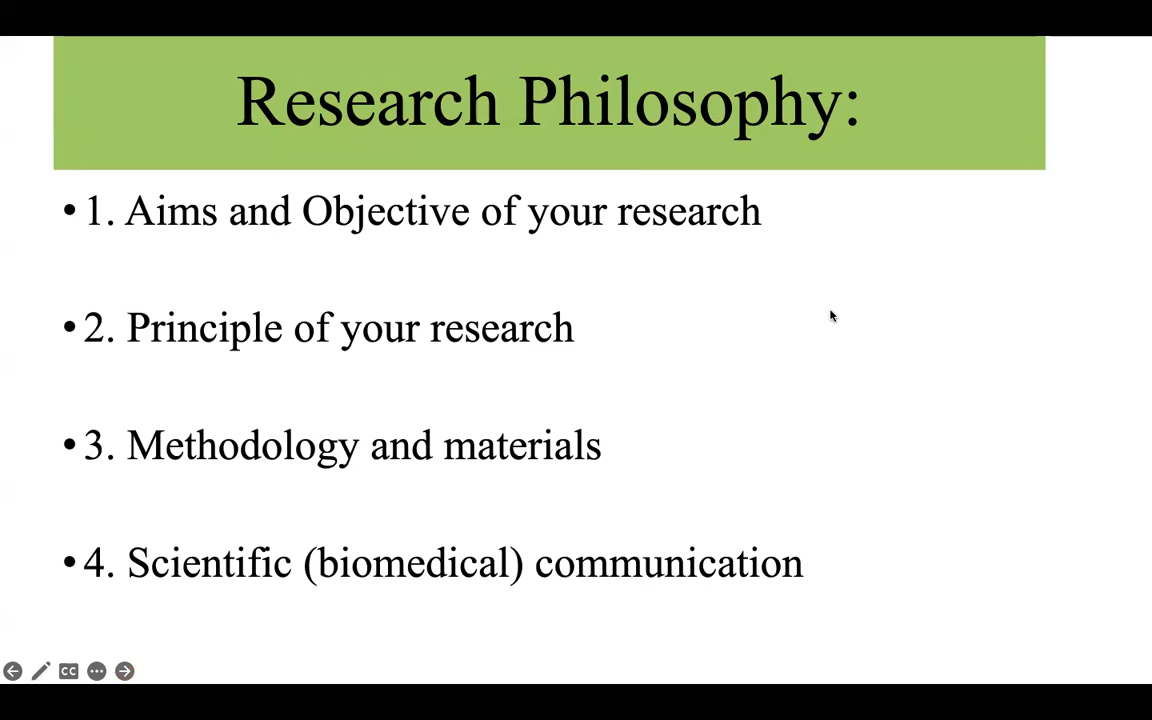 Research Philosophy:
• 1. Aims and Objective of your research
• 2. Principle of your research
• 3. Methodology and materials
• 4. Scientific (biomedical) communication
CC